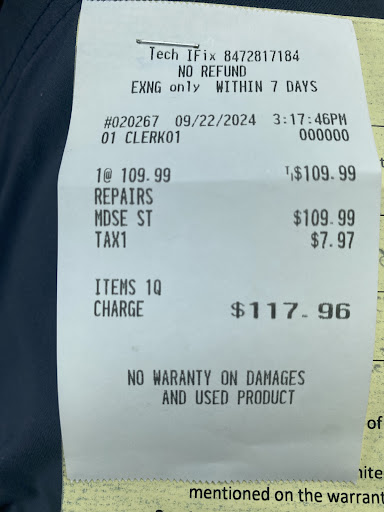 Tech IFix 8472817184
NO REFUND
EXNG only WITHIN 7 DAYS
#020267 09/22/2024 3:17:46PM
01 CLERK01 000000
1@ 109.99 T1$109.99
REPAIRS
MDSE ST $109.99
TAX1 $7.97
ITEMS 1Q
CHARGE $117.96
NO WARANTY ON DAMAGES
AND USED PRODUCT
of
mentioned on the warrant